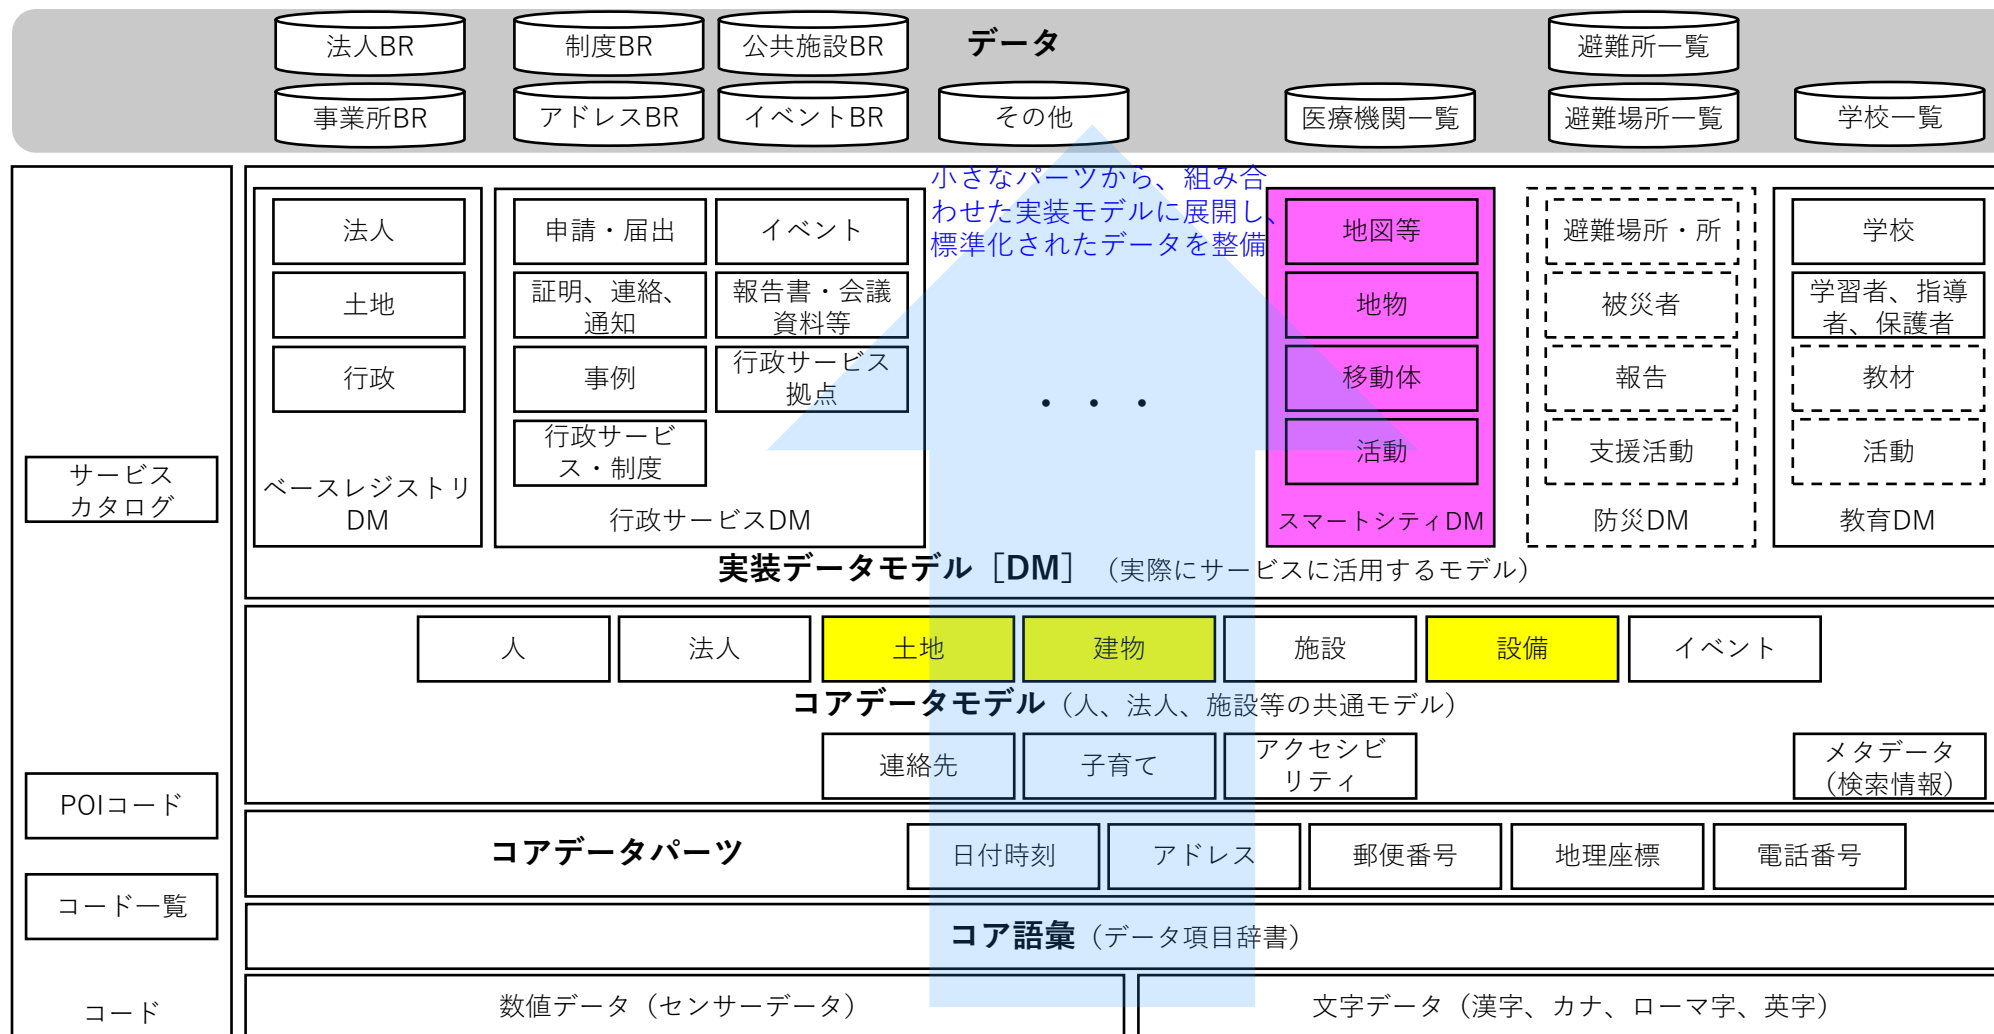 データ
法人BR
制度BR
公共施設BR
避難所一覧
事業所BR
アドレスBR
イベントBR
その他
医療機関一覧
避難場所一覧
学校一覧
小さなパーツから、組み合
わせた実装モデルに展開し、
標準化されたデータを整備
法人
土地
行政
ベースレジストリ
DM
申請・届出
イベント
証明、連絡、
通知
報告書・会議
資料等
事例
行政サービス
拠点
行政サービ
ス・制度
行政サービスDM
・・・
地図等
地物
移動体
活動
スマートシティDM
避難場所・所
被災者
報告
支援活動
防災DM
学校
学習者、指導
者、保護者
教材
活動
教育DM
実装データモデル［DM］（実際にサービスに活用するモデル）
人
法人
土地
建物
施設
設備
イベント
コアデータモデル（人、法人、施設等の共通モデル）
連絡先
子育て
アクセシビ
リティ
メタデータ
（検索情報）
コアデータパーツ
日付時刻
アドレス
郵便番号
地理座標
電話番号
コア語彙（データ項目辞書）
数値データ（センサーデータ）
文字データ（漢字、カナ、ローマ字、英字）
サービス
カタログ
POIコード
コード一覧
コード